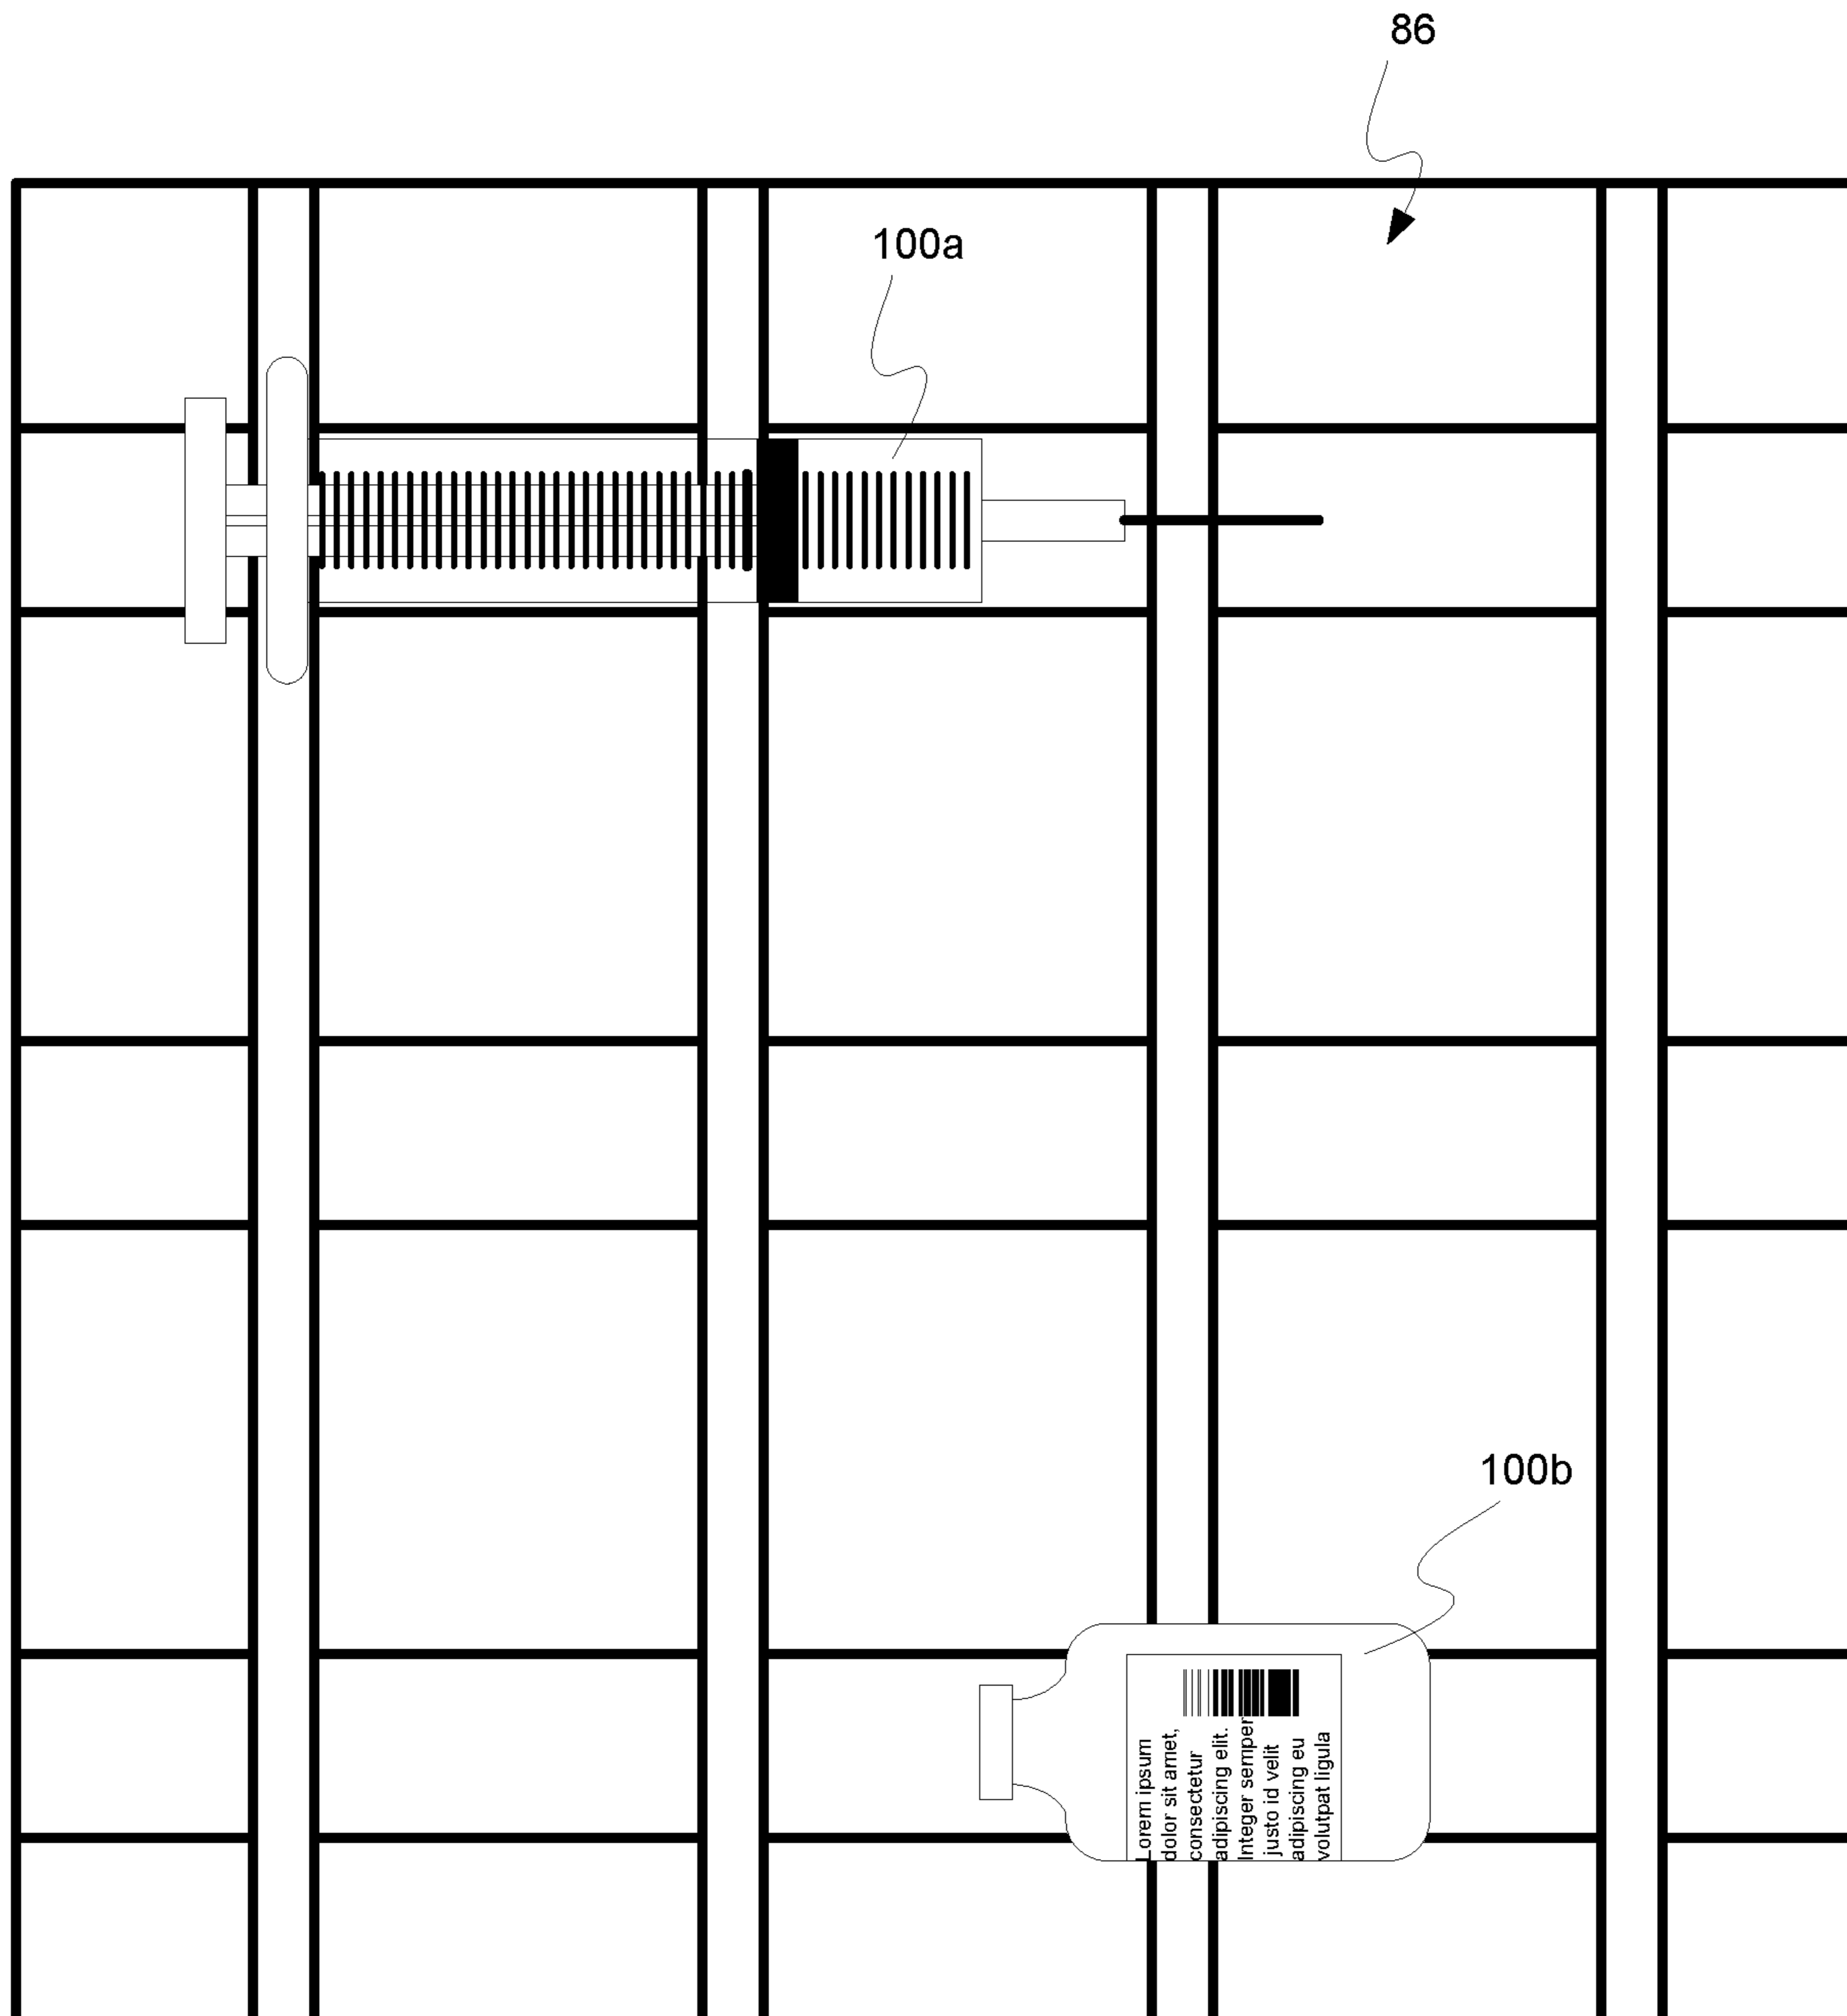 86
100a
100b
Lorem ipsum
dolor sit amet,
consectetur
adipiscing elit.
Integer semper
justo id velit
adipiscing eu
volutpat ligula